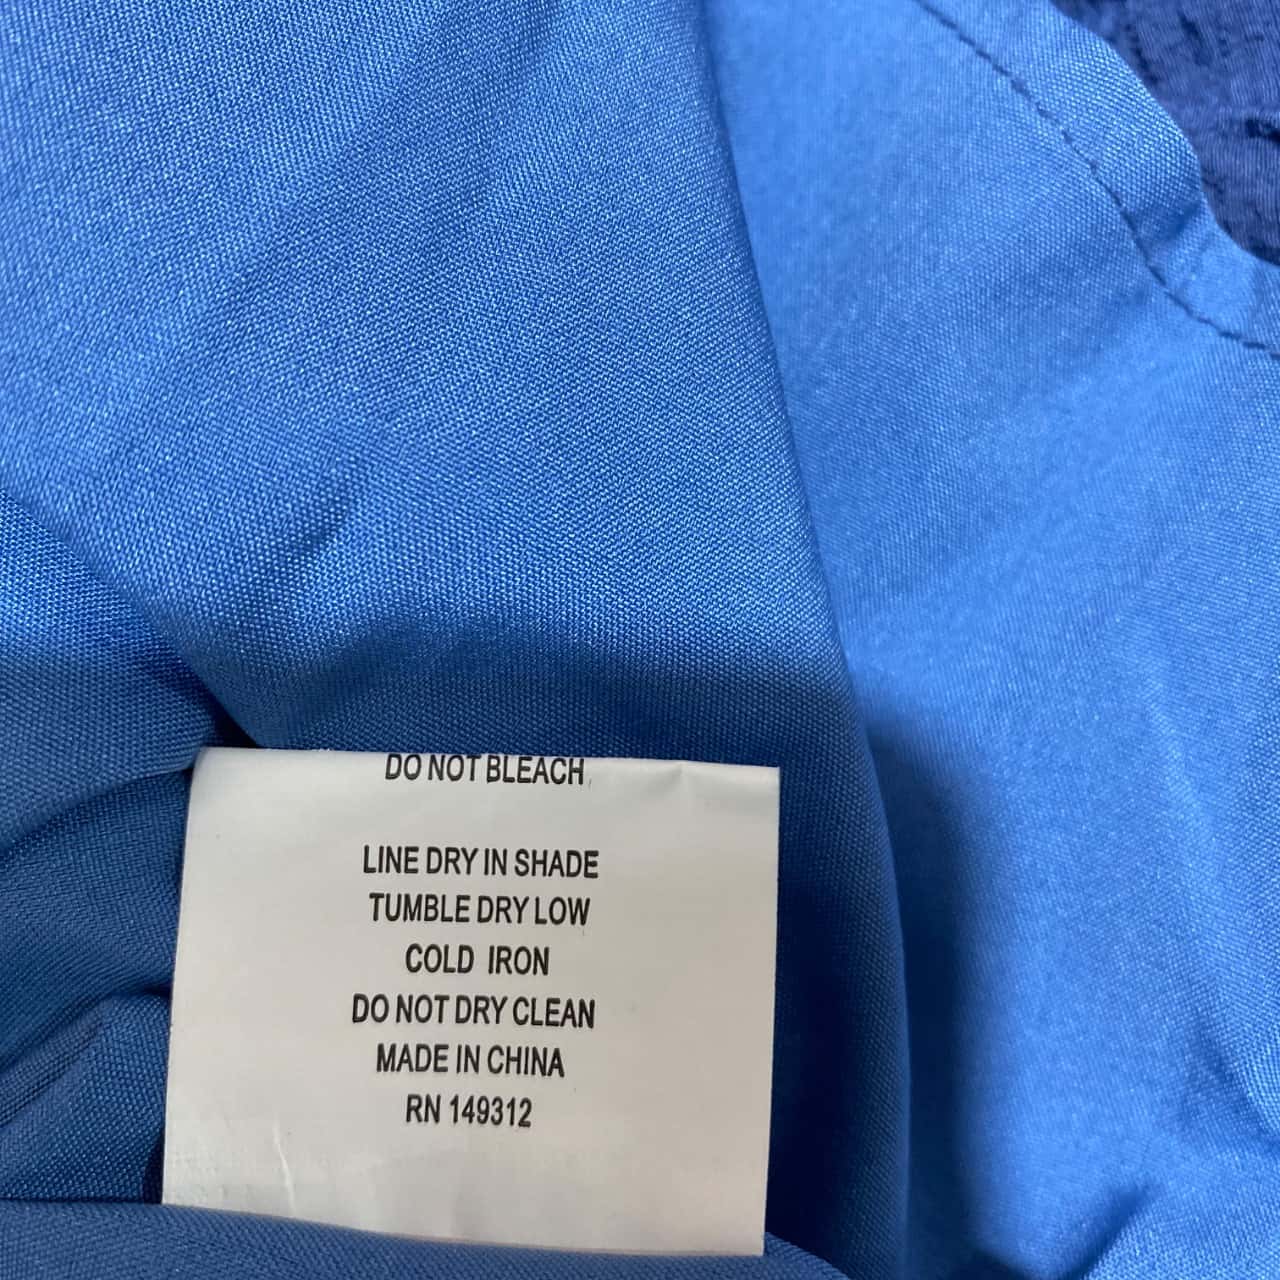 DO NOT BLEACH
LINE DRY IN SHADE
TUMBLE DRY LOW
COLD IRON
DO NOT DRY CLEAN
MADE IN CHINA
RN 149312